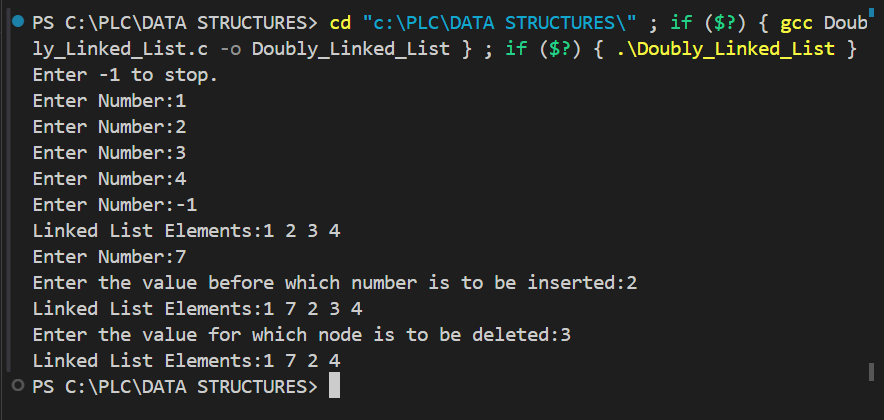 PS C:\PLC\DATA STRUCTURES> cd "c:\PLC\DATA STRUCTURES\" ; if ($?) { gcc Doub
ly_Linked_List.c -o Doubly_Linked_List } ; if ($?) { .\Doubly_Linked_List }
Enter -1 to stop.
Enter Number:1
Enter Number:2
Enter Number:3
Enter Number:4
Enter Number:-1
Linked List Elements:1 2 3 4
Enter Number:7
Enter the value before which number is to be inserted:2
Linked List Elements:1 7 2 3 4
Enter the value for which node is to be deleted:3
Linked List Elements:1 7 2 4
PS C:\PLC\DATA STRUCTURES>